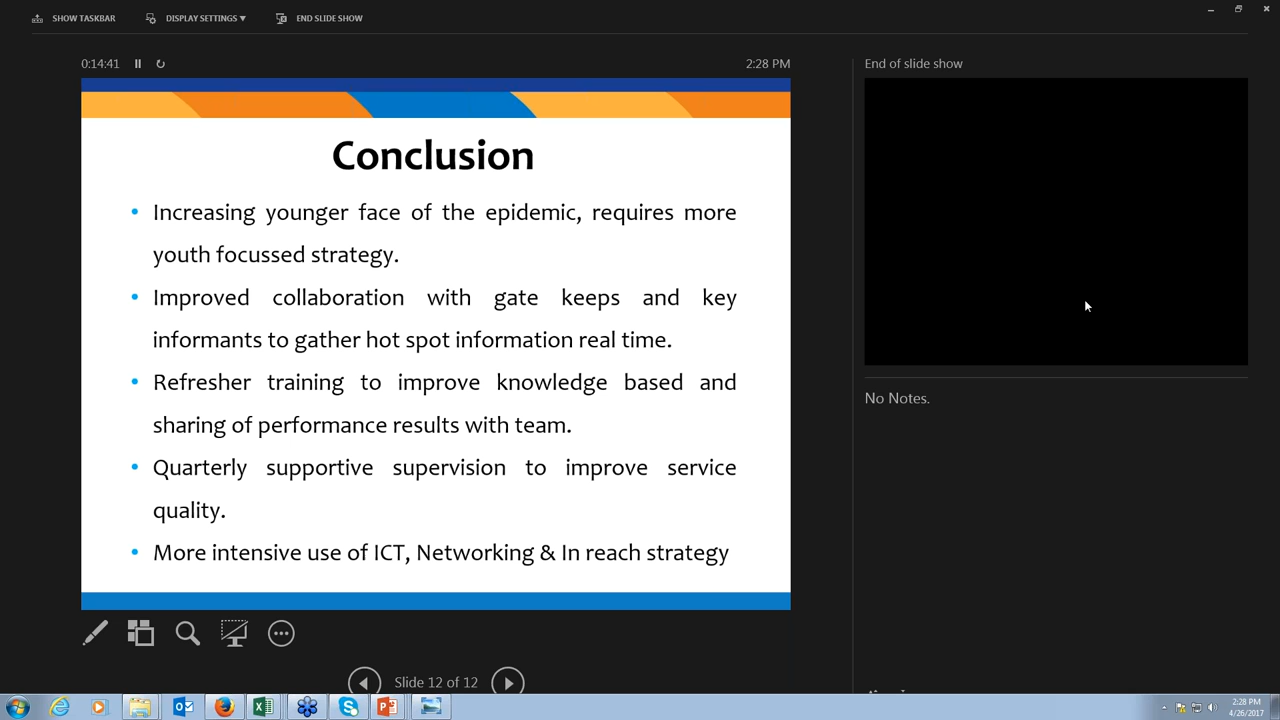 SHOW TASKBAR
DISPLAY SETTINGS ▼
END SLIDE SHOW
0:14:41
2:28 PM
End of slide show
Conclusion
• Increasing younger face of the epidemic, requires more
youth focussed strategy.
• Improved collaboration with gate keeps and key
informants to gather hot spot information real time.
• Refresher training to improve knowledge based and
sharing of performance results with team.
• Quarterly supportive supervision to improve service
quality.
• More intensive use of ICT, Networking & In reach strategy
No Notes.
Slide 12 of 12
2:28 PM
4/26/2017